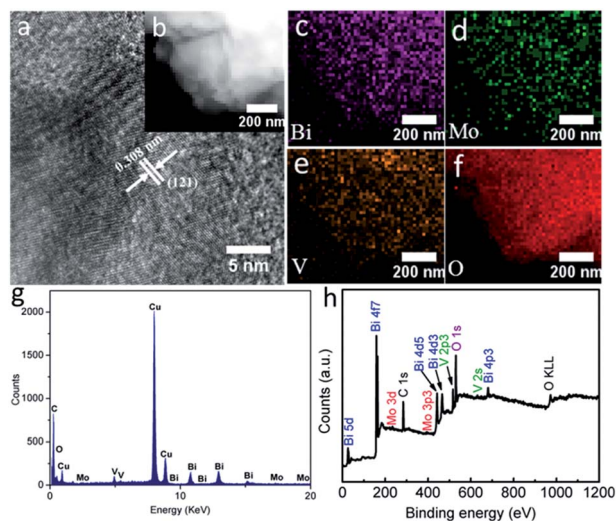 a
b
200 nm
0.308 nm
(121)
5 nm
c
Bi
200 nm
d
Mo
200 nm
e
V
200 nm
f
O
200 nm
g
Counts
2000
1500
1000
500
0
C
O
Cu
Mo
V
V
Cu
Cu
Bi
Bi
Bi
Bi
Bi
Mo
Mo
0 5 10 15 20
Energy (KeV)
h
Counts (a.u.)
Bi 5d
Bi 4f7
Mo 3d
C 1s
Mo 3p3
Bi 4d5
Bi 4d3
V 2p3
O 1s
V 2s
Bi 4p3
O KLL
0 200 400 600 800 1000 1200
Binding energy (eV)